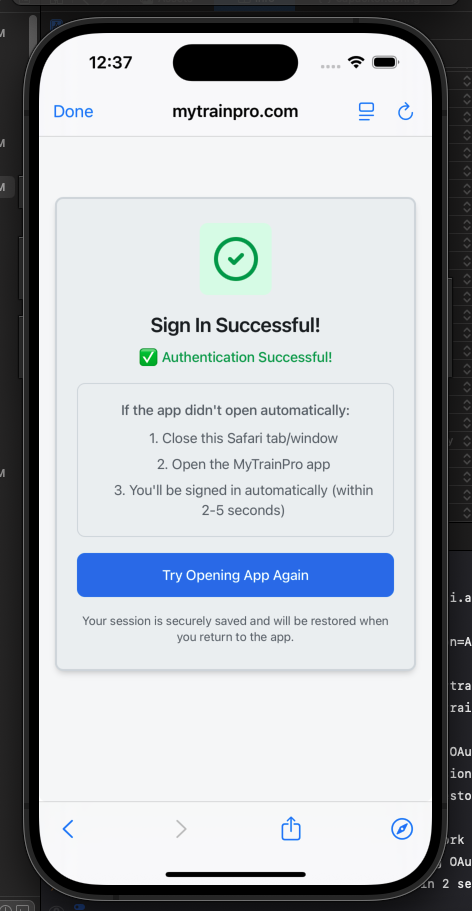 12:37
Done
mytrainpro.com
Sign In Successful!
✅ Authentication Successful!
If the app didn't open automatically:
1. Close this Safari tab/window
2. Open the MyTrainPro app
3. You'll be signed in automatically (within
2-5 seconds)
Try Opening App Again
Your session is securely saved and will be restored when
you return to the app.
M
M
M
M
i.a
n=A
tra
rai
OAu
ion
sto
rk
OAu
in 2 se